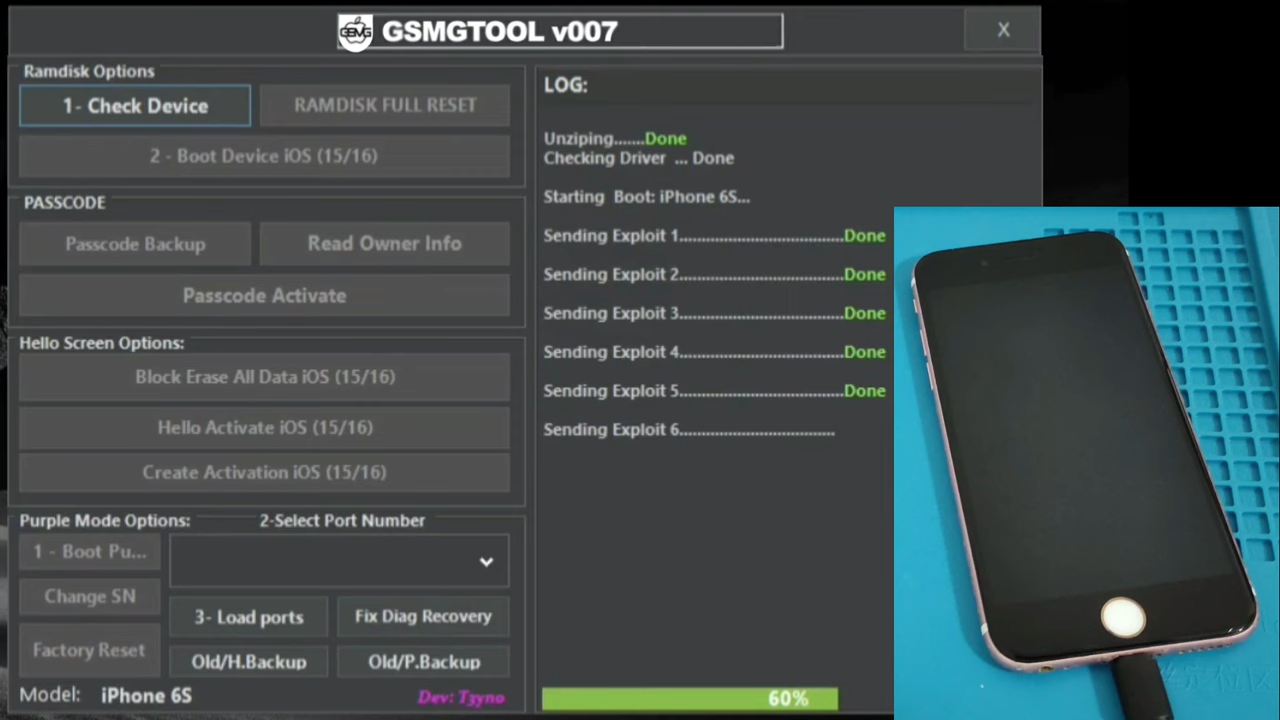 GSMG GSMGTOOL v007
X
Ramdisk Options
1- Check Device
RAMDISK FULL RESET
2 - Boot Device iOS (15/16)
PASSCODE
Passcode Backup
Read Owner Info
Passcode Activate
Hello Screen Options:
Block Erase All Data iOS (15/16)
Hello Activate iOS (15/16)
Create Activation iOS (15/16)
Purple Mode Options:
2-Select Port Number
1 - Boot Pu...
Change SN
3- Load ports
Fix Diag Recovery
Factory Reset
Old/H.Backup
Old/P.Backup
Model: iPhone 6S
Dev: T3yno
LOG:
Unziping.......Done
Checking Driver ... Done
Starting Boot: iPhone 6S...
Sending Exploit 1.............................................Done
Sending Exploit 2.............................................Done
Sending Exploit 3.............................................Done
Sending Exploit 4.............................................Done
Sending Exploit 5.............................................Done
Sending Exploit 6..........................................
60%